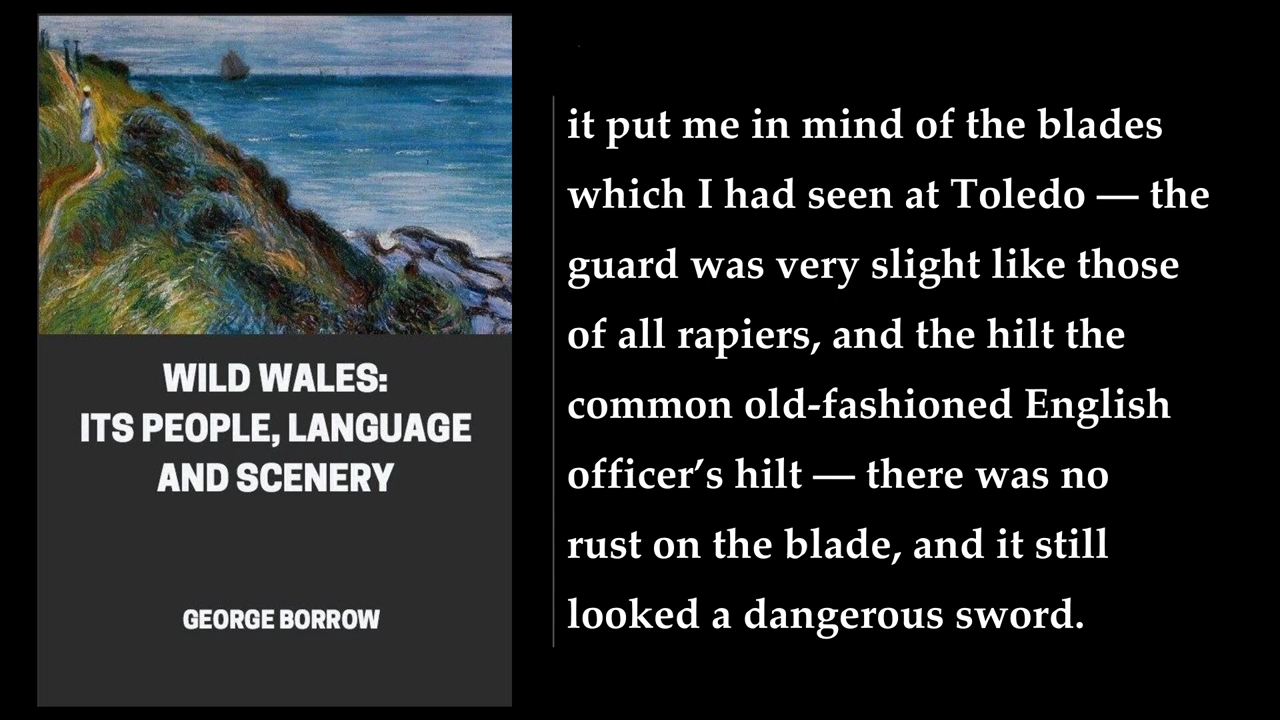 WILD WALES:
ITS PEOPLE, LANGUAGE
AND SCENERY
GEORGE BORROW
it put me in mind of the blades
which I had seen at Toledo — the
guard was very slight like those
of all rapiers, and the hilt the
common old-fashioned English
officer’s hilt — there was no
rust on the blade, and it still
looked a dangerous sword.